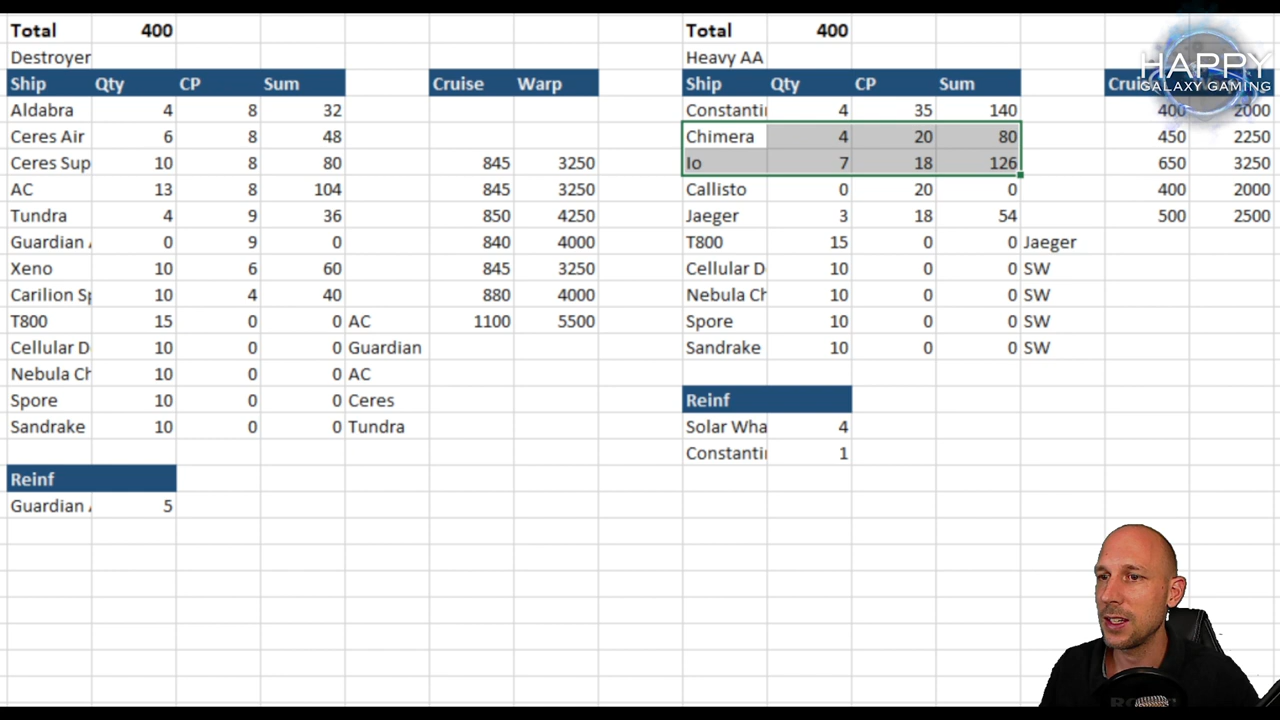 Total 400
Destroyer
Ship Qty CP Sum Cruise Warp
Aldabra 4 8 32
Ceres Air 6 8 48
Ceres Sup 10 8 80 845 3250
AC 13 8 104 845 3250
Tundra 4 9 36 850 4250
Guardian A 0 9 0 840 4000
Xeno 10 6 60 845 3250
Carilion Sp 10 4 40 880 4000
T800 15 0 0 AC 1100 5500
Cellular D 10 0 0 Guardian
Nebula Ch 10 0 0 AC
Spore 10 0 0 Ceres
Sandrake 10 0 0 Tundra
Reinf
Guardian A 5
Total 400
Heavy AA
Ship Qty CP Sum
Constantin 4 35 140 400 2000
Chimera 4 20 80 450 2250
Io 7 18 126 650 3250
Callisto 0 20 0 400 2000
Jaeger 3 18 54 500 2500
T800 15 0 0 Jaeger
Cellular D 10 0 0 SW
Nebula Ch 10 0 0 SW
Spore 10 0 0 SW
Sandrake 10 0 0 SW
Reinf
Solar Wha 4
Constantin 1
HAPPY
GALAXY GAMING